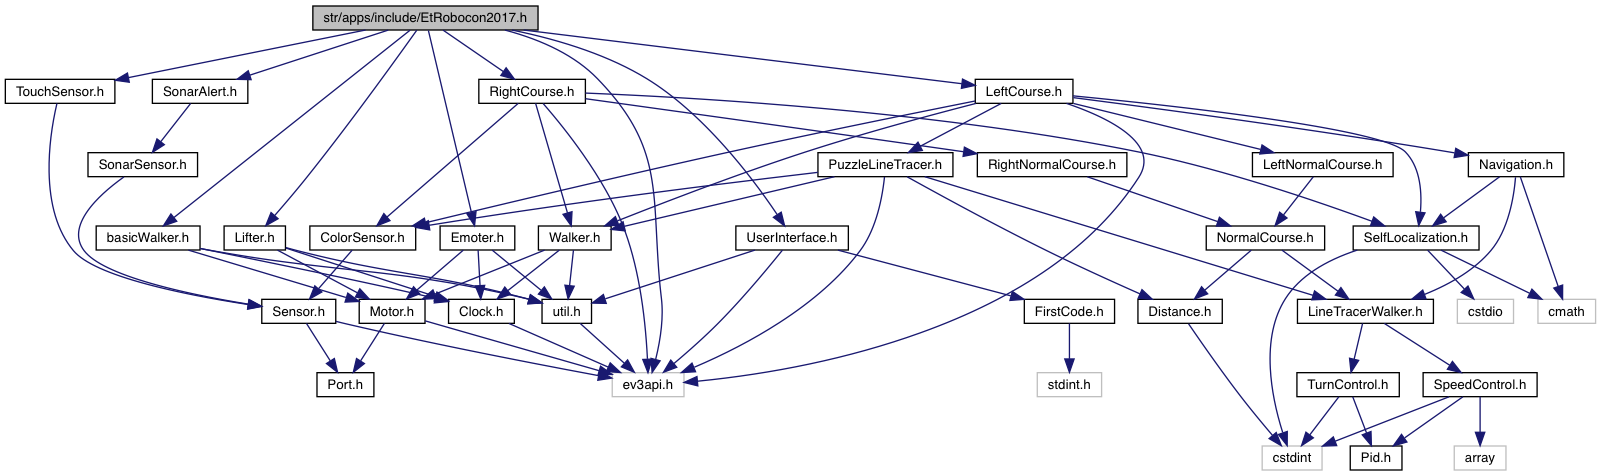 str/apps/include/EtRobocon2017.h
TouchSensor.h
SonarAlert.h
RightCourse.h
LeftCourse.h
SonarSensor.h
PuzzleLineTracer.h
RightNormalCourse.h
LeftNormalCourse.h
Navigation.h
basicWalker.h
Lifter.h
ColorSensor.h
Emoter.h
Walker.h
UserInterface.h
NormalCourse.h
SelfLocalization.h
Sensor.h
Motor.h
Clock.h
util.h
FirstCode.h
Distance.h
LineTracerWalker.h
cstdio
cmath
Port.h
ev3api.h
stdint.h
TurnControl.h
SpeedControl.h
cstdint
Pid.h
array